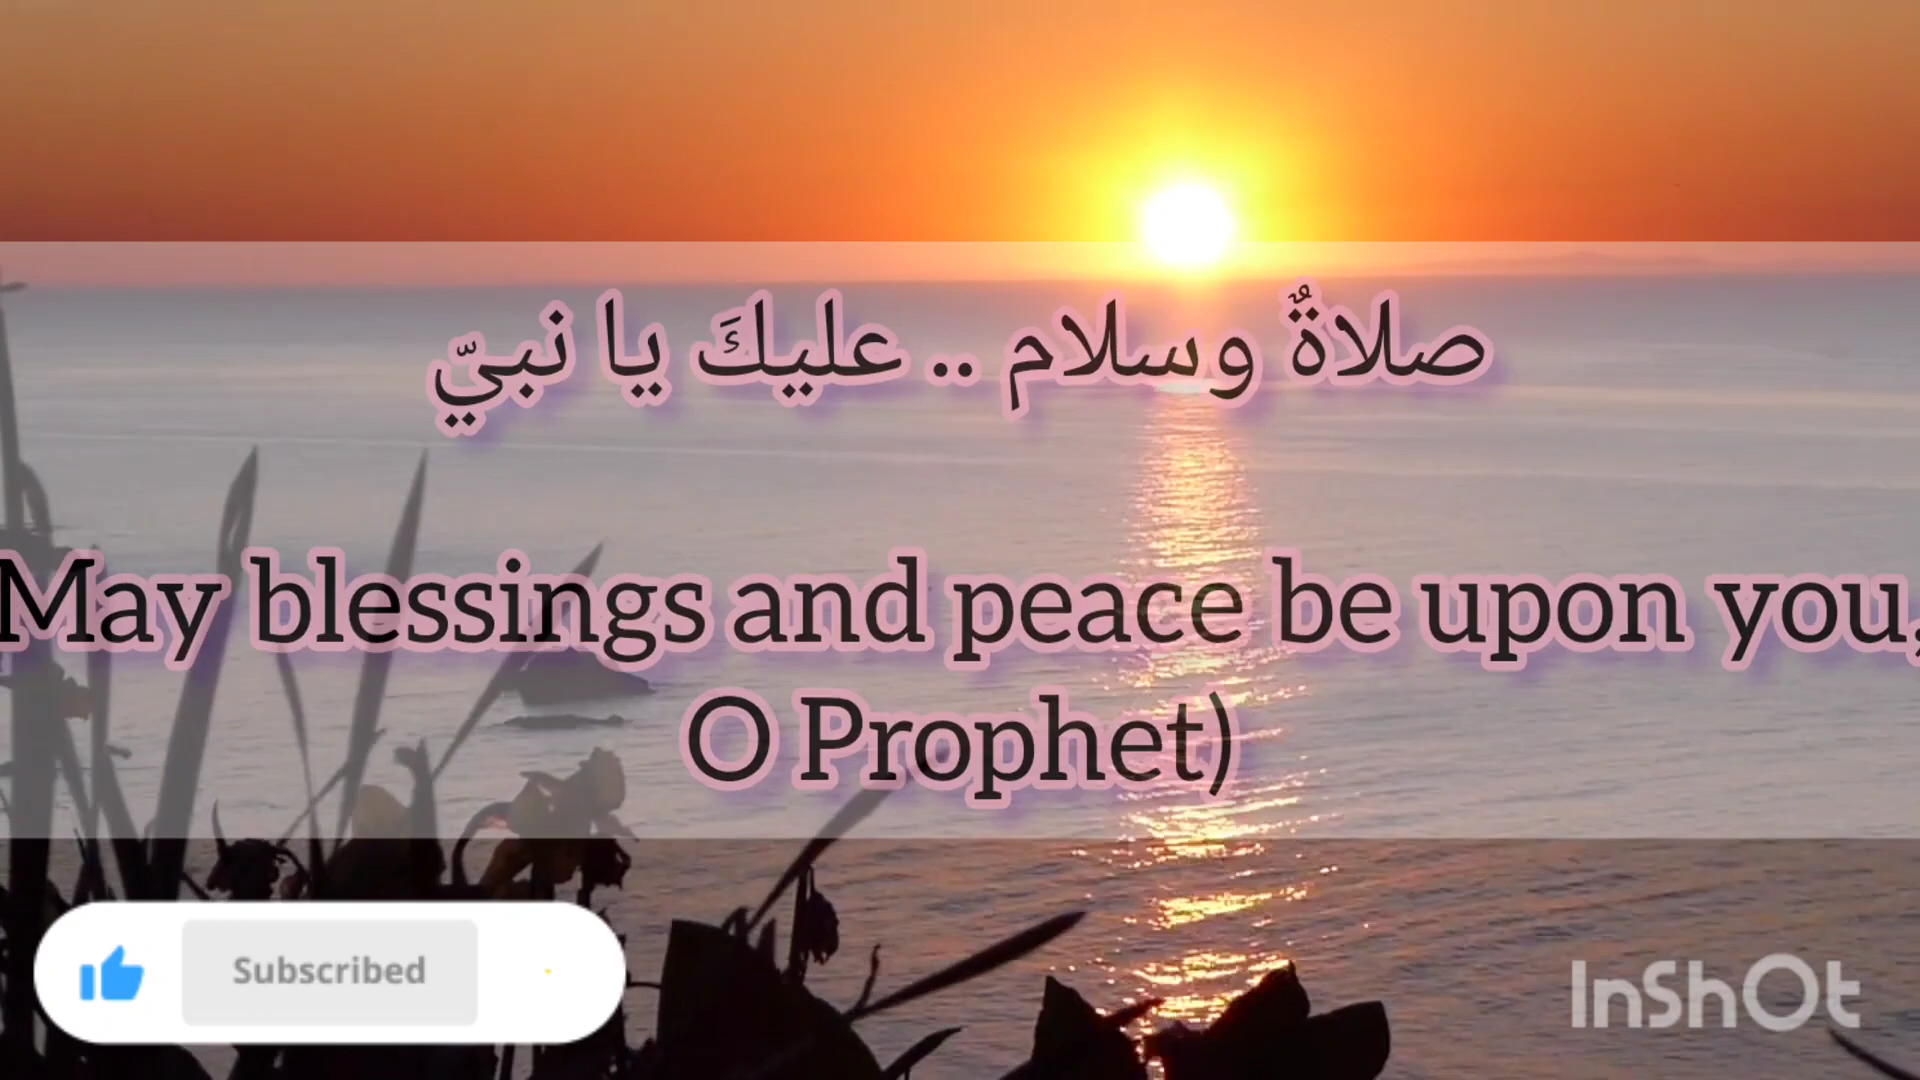 صلاةٌ وسلام .. عليكَ يا نبيّ
May blessings and peace be upon you,
O Prophet)
Subscribed
InShOt